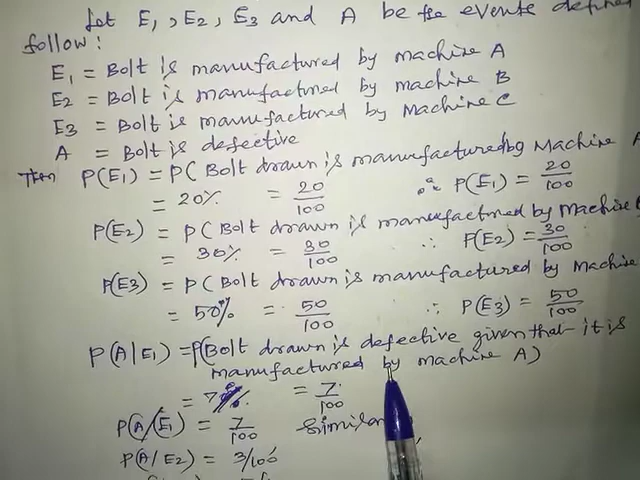 Let E1, E2, E3 and A be the events defined
follow:
E1 = Bolt is manufactured by machine A
E2 = Bolt is manufactured by machine B
E3 = Bolt is manufactured by Machine C
A = Bolt is defective
Then P(E1) = P( Bolt drawn is manufactured by Machine A
= 20% = 20/100 ∴ P(E1) = 20/100
P(E2) = P( Bolt drawn is manufactured by Machine
= 30% = 30/100 ∴ P(E2) = 30/100
P(E3) = P( Bolt drawn is manufactured by Machine
= 50% = 50/100 ∴ P(E3) = 50/100
P(A|E1) = P(Bolt drawn is defective given that it is
manufactured by machine A)
= 7% = 7/100
P(A/E1) = 7/100
P(A/E2) = 3/100